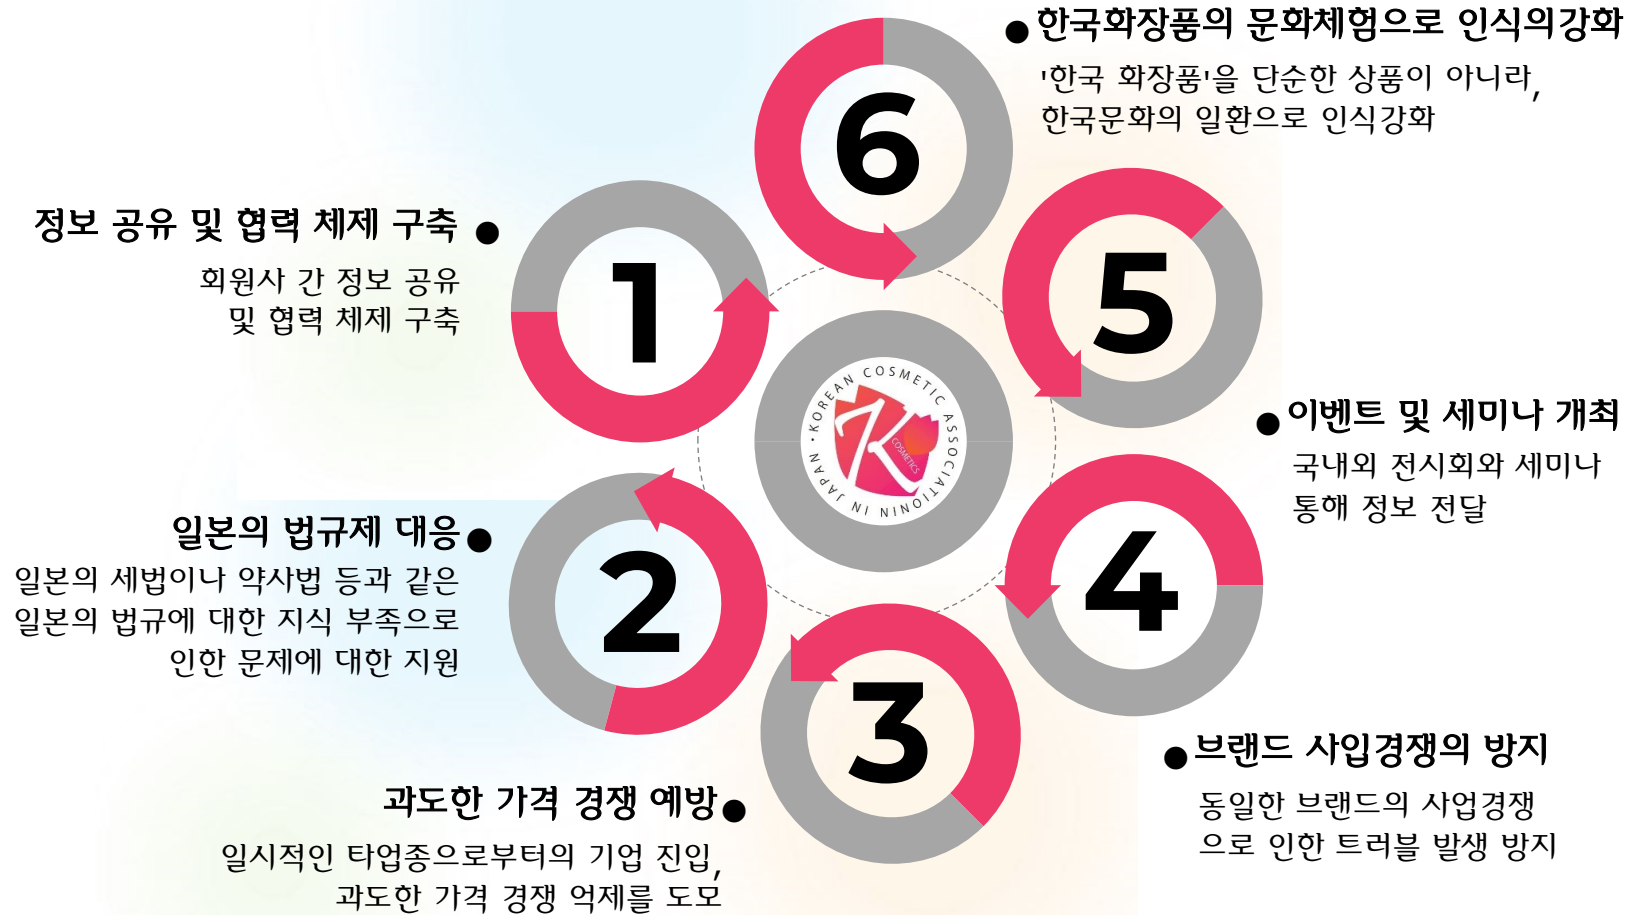 1
정보 공유 및 협력 체제 구축
회원사 간 정보 공유
및 협력 체제 구축
2
일본의 법규제 대응
일본의 세법이나 약사법 등과 같은
일본의 법규에 대한 지식 부족으로
인한 문제에 대한 지원
3
과도한 가격 경쟁 예방
일시적인 타업종으로부터의 기업 진입,
과도한 가격 경쟁 억제를 도모
4
브랜드 사입경쟁의 방지
동일한 브랜드의 사업경쟁
으로 인한 트러블 발생 방지
5
이벤트 및 세미나 개최
국내외 전시회와 세미나
통해 정보 전달
6
한국화장품의 문화체험으로 인식의강화
'한국 화장품'을 단순한 상품이 아니라,
한국문화의 일환으로 인식강화
KOREAN COSMETIC ASSOCIATIONIN IN JAPAN •
K
COSMETICS